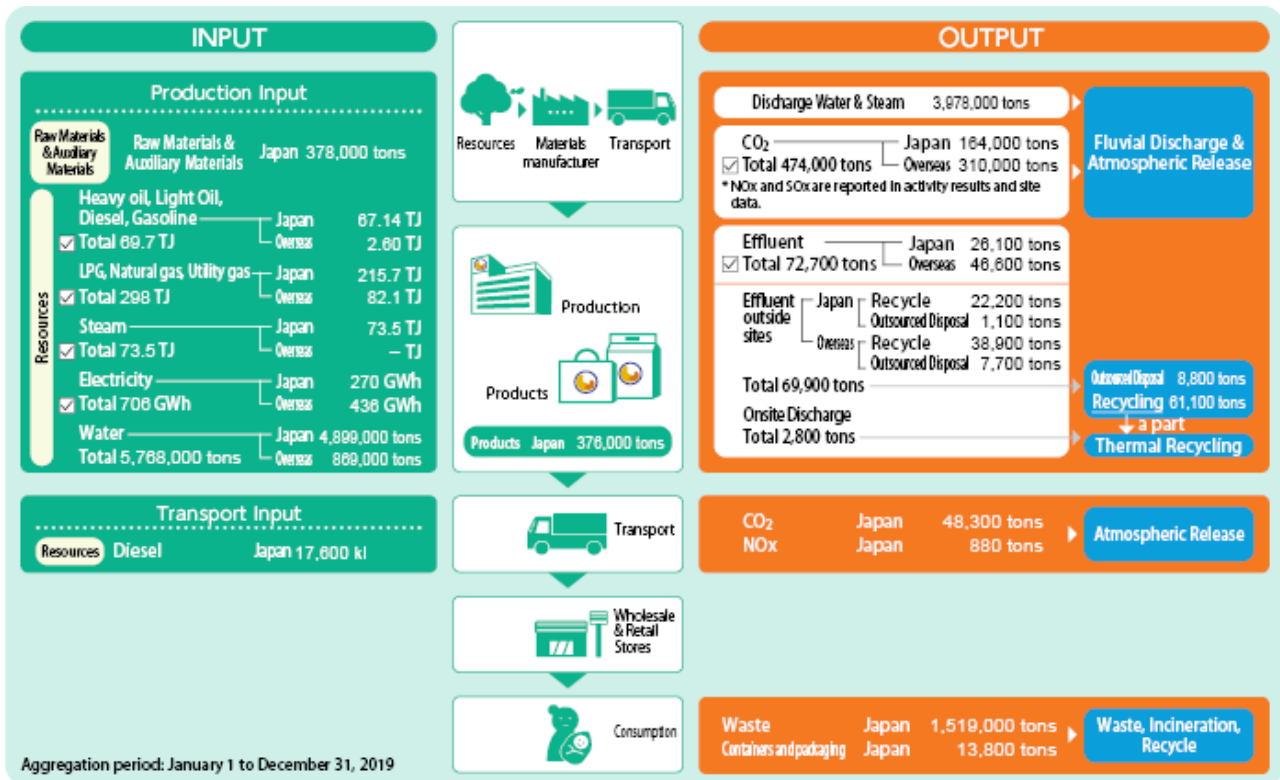 INPUT
Production Input
Raw Materials
& Auxiliary
Materials
Raw Materials &
Auxiliary Materials Japan 378,000 tons
Resources
Heavy oil, Light Oil,
Diesel, Gasoline Japan 67.14 TJ
Total 69.7 TJ Overseas 2.60 TJ
LPG, Natural gas, Utility gas Japan 215.7 TJ
Total 298 TJ Overseas 82.1 TJ
Steam Japan 73.5 TJ
Total 73.5 TJ Overseas – TJ
Electricity Japan 270 GWh
Total 706 GWh Overseas 436 GWh
Water Japan 4,899,000 tons
Total 5,768,000 tons Overseas 869,000 tons
Transport Input
Resources Diesel Japan 17,600 kl
Resources Materials manufacturer Transport
Production
Products
Products Japan 376,000 tons
Transport
Wholesale
& Retail
Stores
Consumption
OUTPUT
Discharge Water & Steam 3,978,000 tons
CO₂ Japan 164,000 tons
Total 474,000 tons Overseas 310,000 tons
* NOx and SOx are reported in activity results and site
data.
Fluvial Discharge &
Atmospheric Release
Effluent Japan 26,100 tons
Total 72,700 tons Overseas 46,600 tons
Effluent
outside
sites
Japan Recycle 22,200 tons
Outsourced Disposal 1,100 tons
Overseas Recycle 38,900 tons
Outsourced Disposal 7,700 tons
Total 69,900 tons
Onsite Discharge
Total 2,800 tons
Outsourced Disposal 8,800 tons
Recycling 61,100 tons
a part
Thermal Recycling
CO₂ Japan 48,300 tons
NOx Japan 880 tons
Atmospheric Release
Waste Japan 1,519,000 tons
Containers and packaging Japan 13,800 tons
Waste, Incineration,
Recycle
Aggregation period: January 1 to December 31, 2019